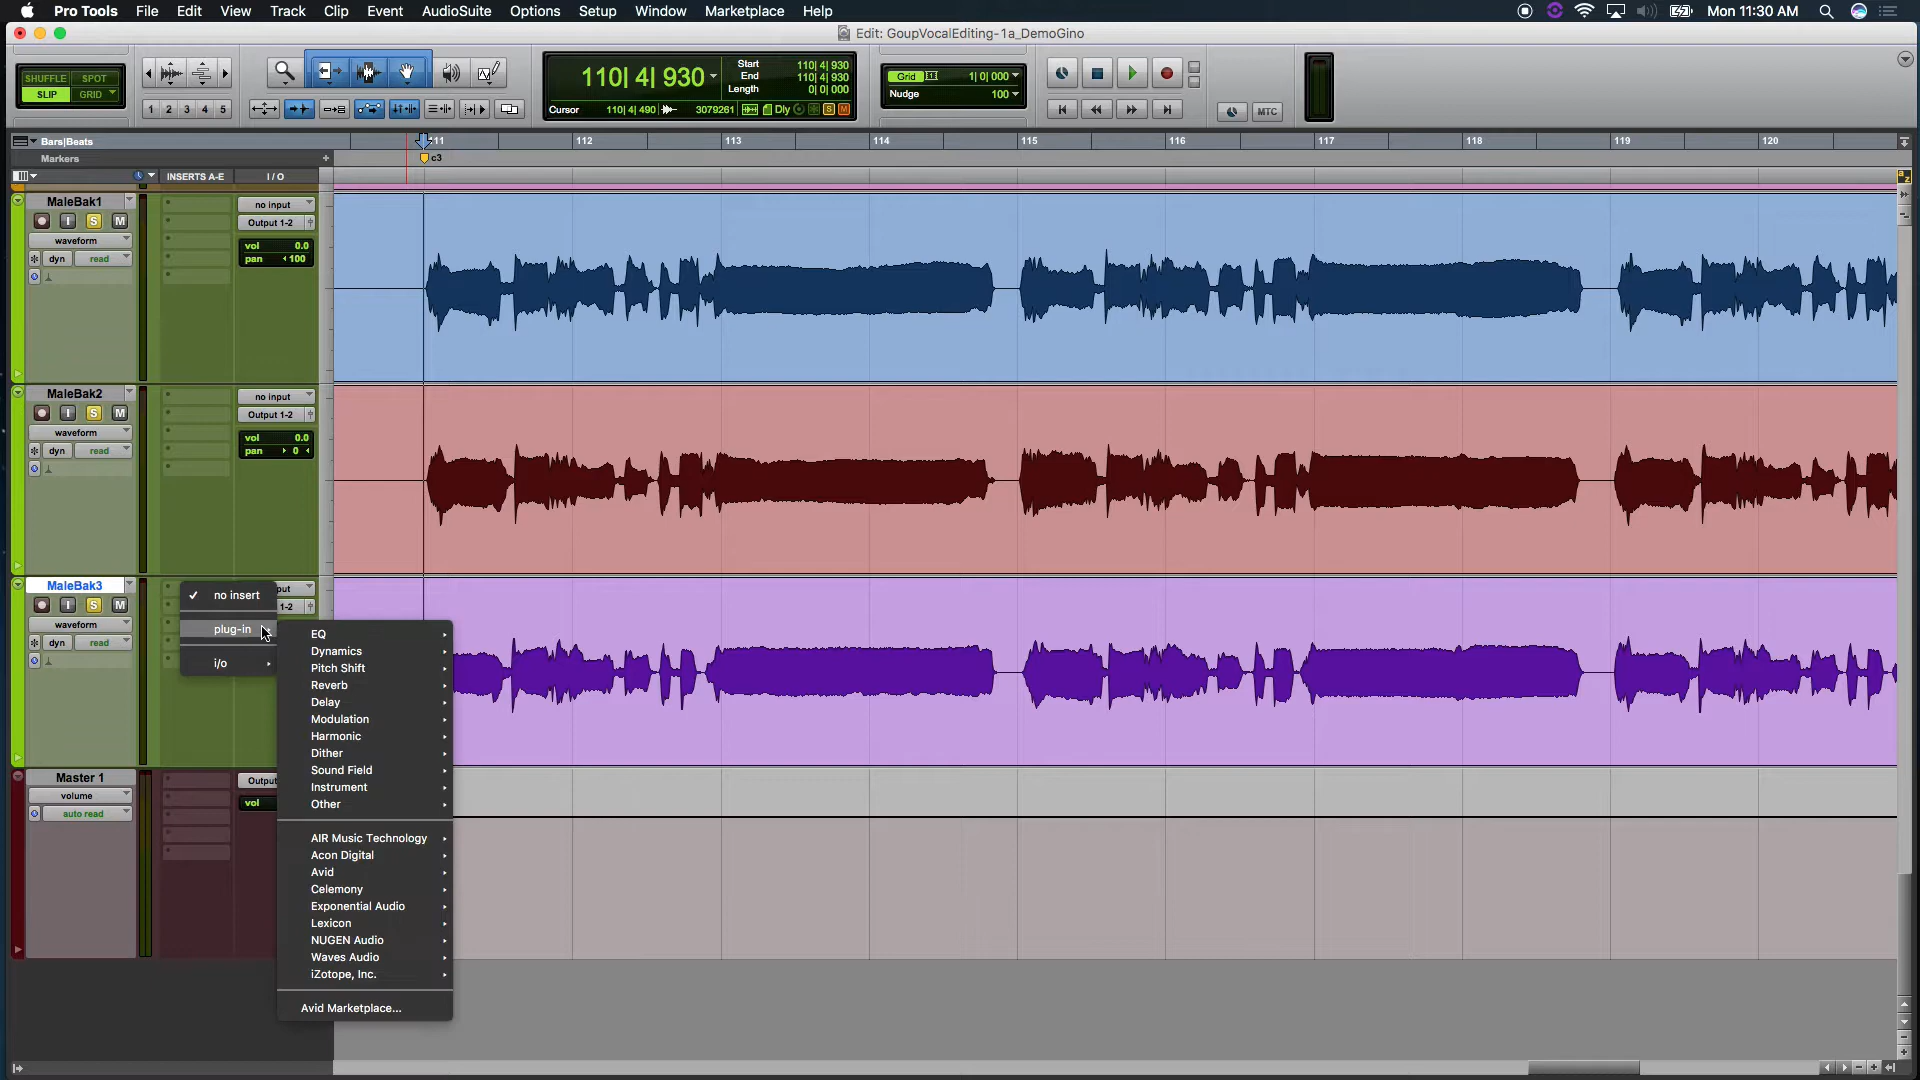 Pro Tools File Edit View Track Clip Event AudioSuite Options Setup Window Marketplace Help Mon 11:30 AM
Edit: GoupVocalEditing-1a_DemoGino
SHUFFLE SPOT
SLIP GRID
1 2 3 4 5
110| 4| 930
Start 110| 4| 930
End 110| 4| 930
Length 0| 0| 000
Cursor 110| 4| 490 3079261 Dly S M
Grid 1| 0| 000
Nudge 100
MTC
Bars|Beats 111 112 113 114 115 116 117 118 119 120
Markers + c3
INSERTS A-E I / O
a z
MaleBak1 no input
I S M Output 1-2
waveform vol 0.0
dyn read pan 100
MaleBak2 no input
I S M Output 1-2
waveform vol 0.0
dyn read pan 0
MaleBak3 no insert put
I S M 1-2
waveform plug-in
dyn read i/o
EQ
Dynamics
Pitch Shift
Reverb
Delay
Modulation
Harmonic
Dither
Sound Field
Instrument
Other
AIR Music Technology
Acon Digital
Avid
Celemony
Exponential Audio
Lexicon
NUGEN Audio
Waves Audio
iZotope, Inc.
Avid Marketplace...
Master 1 Output
volume vol
auto read